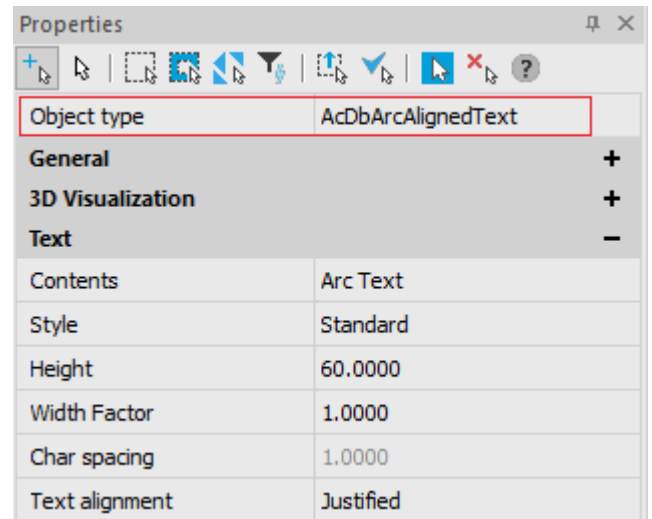 Properties
Object type AcDbArcAlignedText
General +
3D Visualization +
Text −
Contents Arc Text
Style Standard
Height 60.0000
Width Factor 1.0000
Char spacing 1.0000
Text alignment Justified